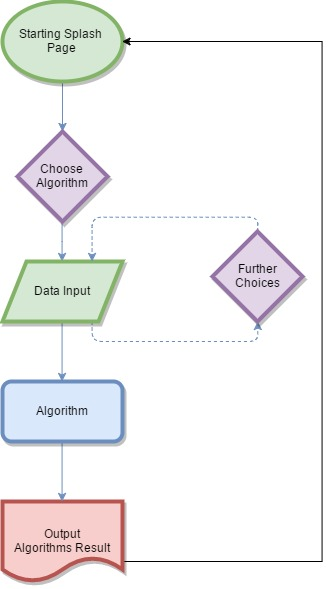 Starting Splash
Page
Choose
Algorithm
Further
Choices
Data Input
Algorithm
Output
Algorithms Result